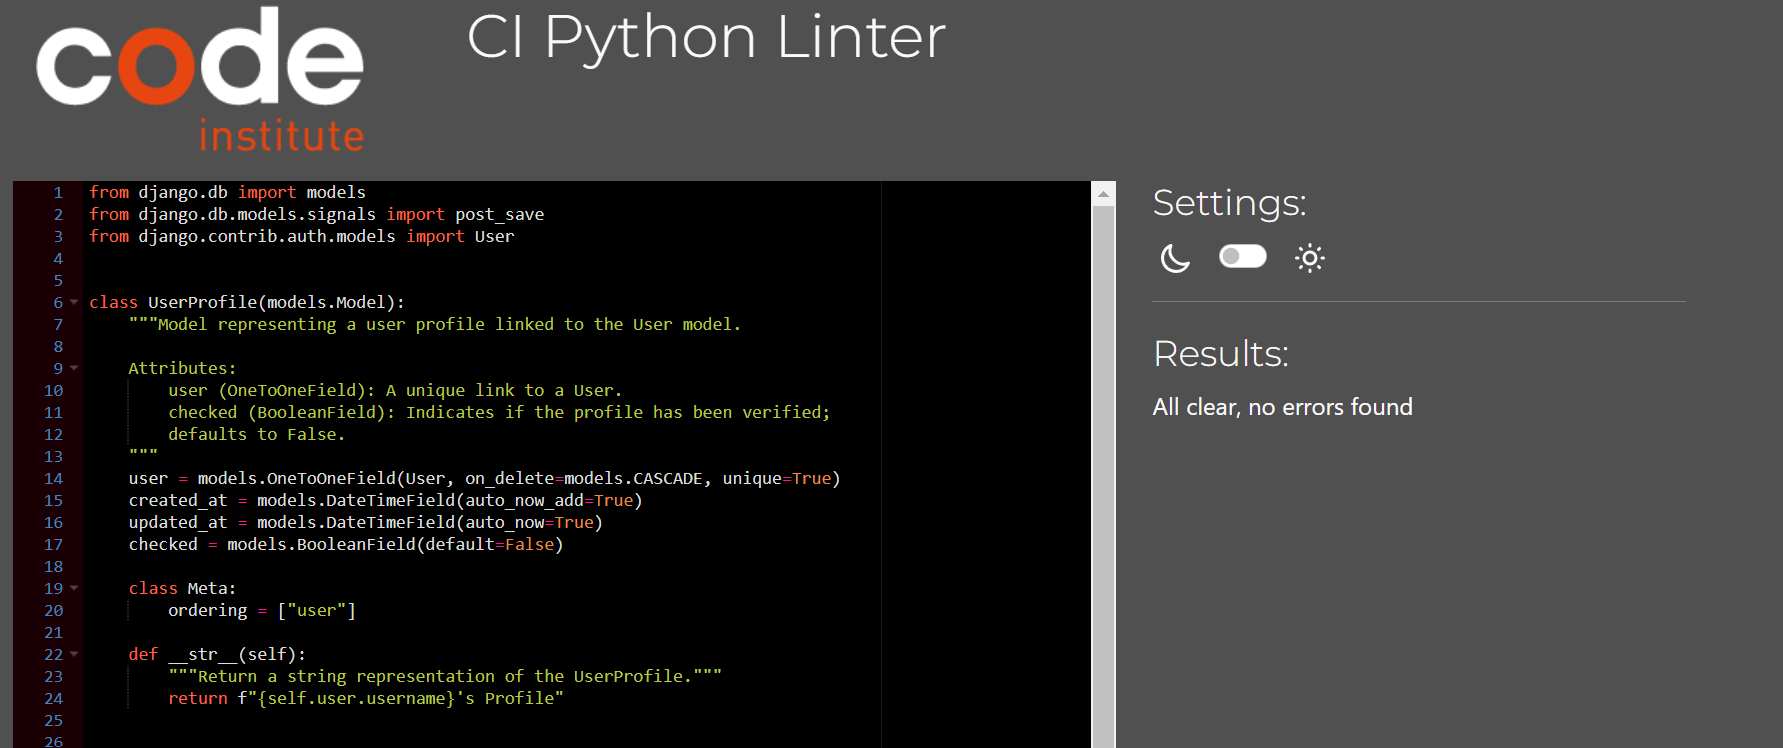 code
institute
CI Python Linter
1 from django.db import models
2 from django.db.models.signals import post_save
3 from django.contrib.auth.models import User
4
5
6 class UserProfile(models.Model):
7     """Model representing a user profile linked to the User model.
8
9     Attributes:
10         user (OneToOneField): A unique link to a User.
11         checked (BooleanField): Indicates if the profile has been verified;
12         defaults to False.
13     """
14     user = models.OneToOneField(User, on_delete=models.CASCADE, unique=True)
15     created_at = models.DateTimeField(auto_now_add=True)
16     updated_at = models.DateTimeField(auto_now=True)
17     checked = models.BooleanField(default=False)
18
19     class Meta:
20         ordering = ["user"]
21
22     def __str__(self):
23         """Return a string representation of the UserProfile."""
24         return f"{self.user.username}'s Profile"
25
26
Settings:
Results:
All clear, no errors found